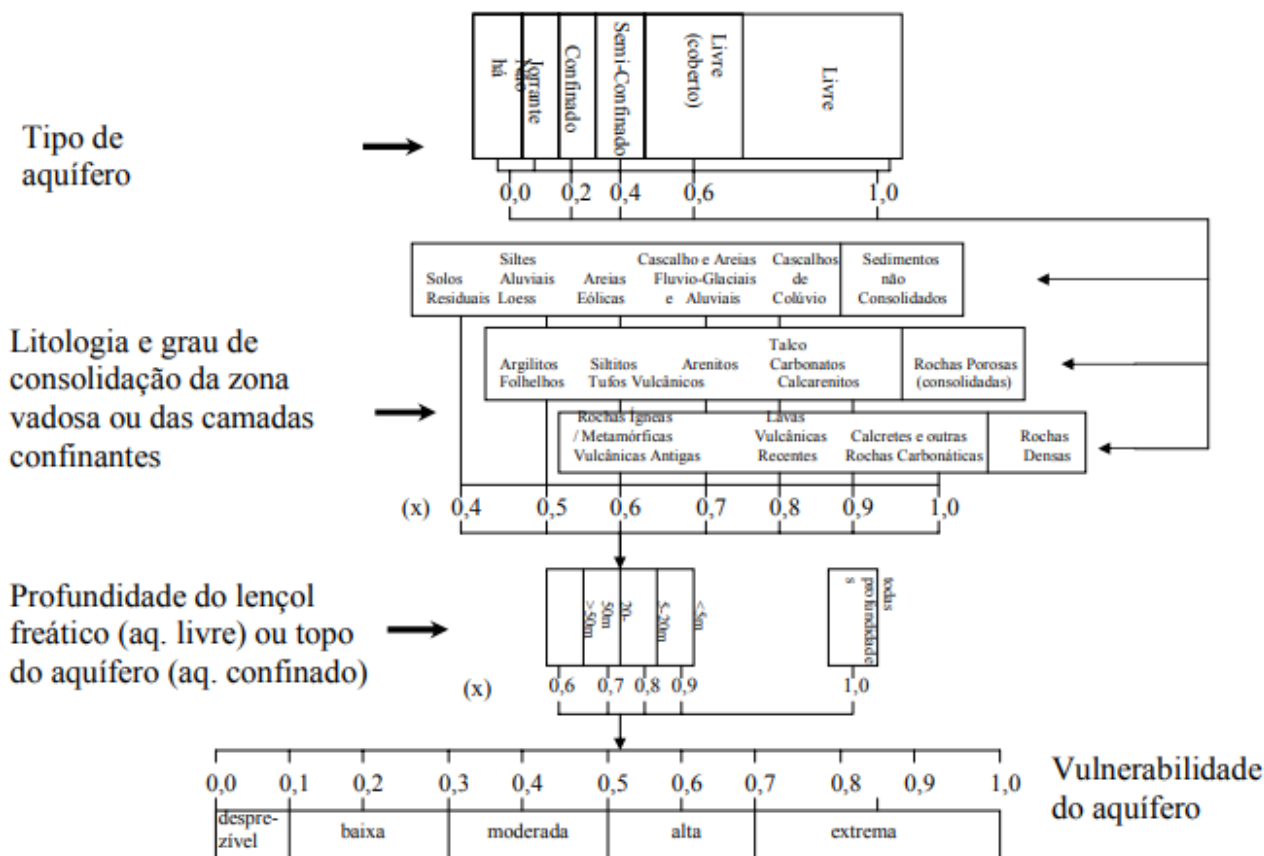 Não há
Jorrante
Confinado
Semi-Confinado
Livre
(coberto)
Livre
Tipo de
aquífero
0,0 0,2 0,4 0,6 1,0
Solos
Residuais
Siltes
Aluviais
Loess
Areias
Eólicas
Cascalho e Areias
Fluvio-Glaciais
e Aluviais
Cascalhos
de
Colúvio
Sedimentos
não
Consolidados
Litologia e grau de
consolidação da zona
vadosa ou das camadas
confinantes
Argilitos
Folhelhos
Siltitos
Tufos Vulcânicos
Arenitos
Talco
Carbonatos
Calcarenitos
Rochas Porosas
(consolidadas)
Rochas Ígneas
/ Metamórficas
Vulcânicas Antigas
Lavas
Vulcânicas
Recentes
Calcretes e outras
Rochas Carbonáticas
Rochas
Densas
(x) 0,4 0,5 0,6 0,7 0,8 0,9 1,0
Profundidade do lençol
freático (aq. livre) ou topo
do aquífero (aq. confinado)
>50m
20-
50m
5-20m
<5m
todas
profundidade
s
(x) 0,6 0,7 0,8 0,9 1,0
0,0 0,1 0,2 0,3 0,4 0,5 0,6 0,7 0,8 0,9 1,0
despre-
zível
baixa
moderada
alta
extrema
Vulnerabilidade
do aquífero